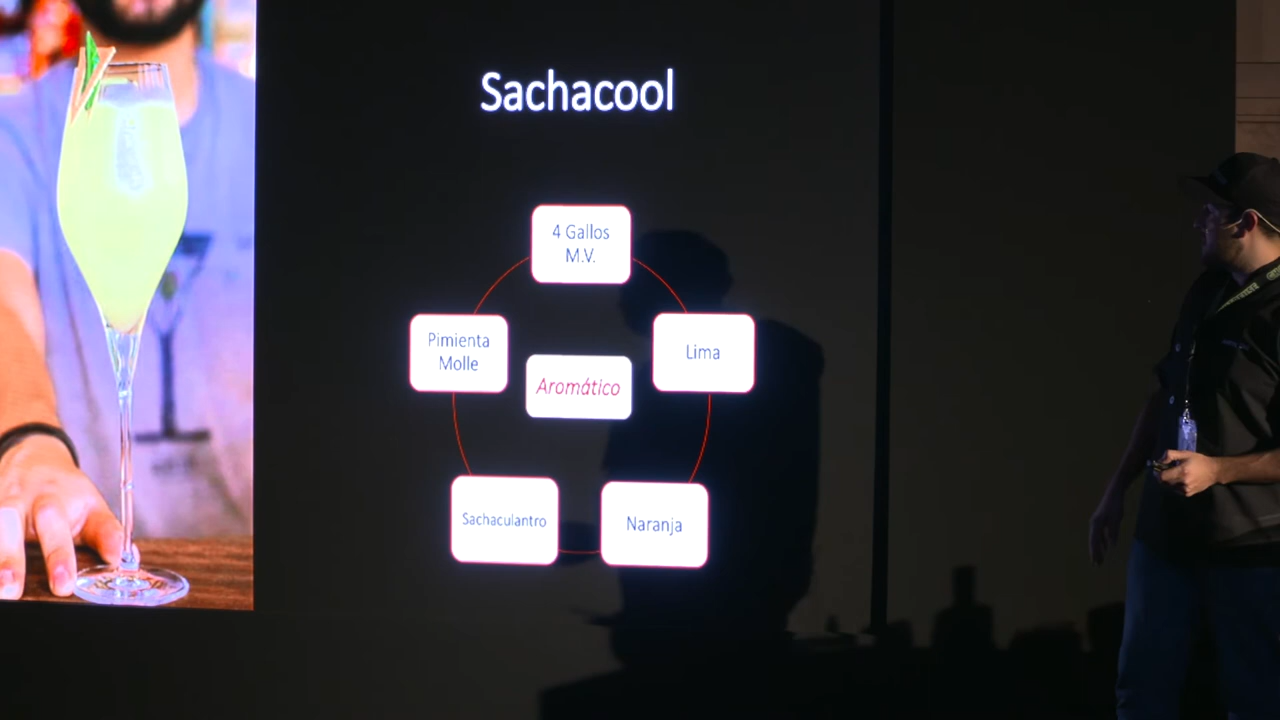 Sachacool
4 Gallos
M.V.
Pimienta
Molle
Lima
Aromático
Sachaculantro
Naranja